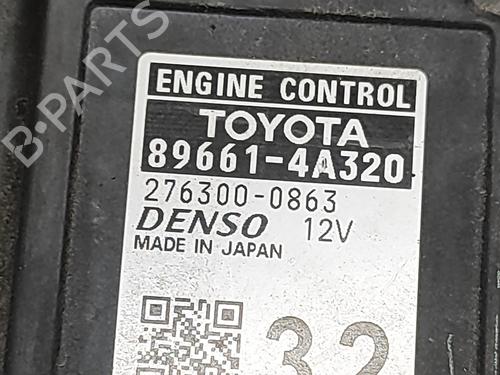 B-PARTS
ENGINE CONTROL
TOYOTA
89661-4A320
276300-0863
DENSO 12V
MADE IN JAPAN
32